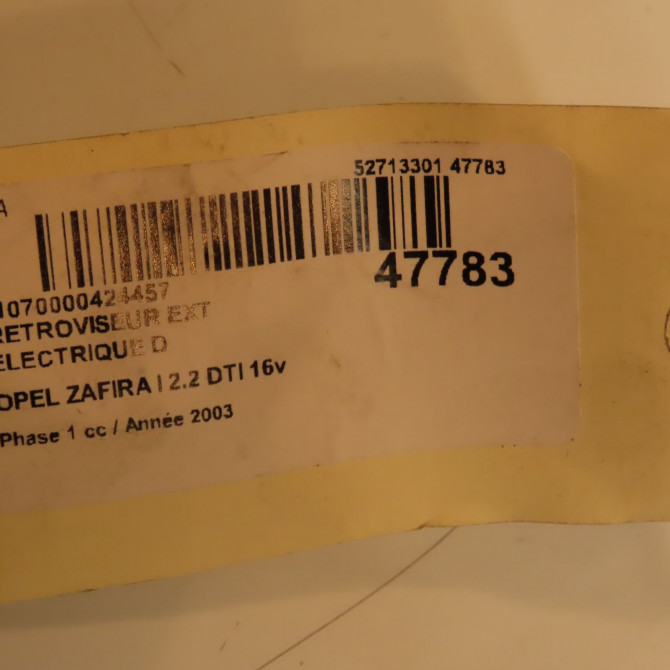 52713301 47783
A
47783
1070000424457
RETROVISEUR EXT
ELECTRIQUE D
OPEL ZAFIRA I 2.2 DTI 16v
Phase 1 cc / Année 2003